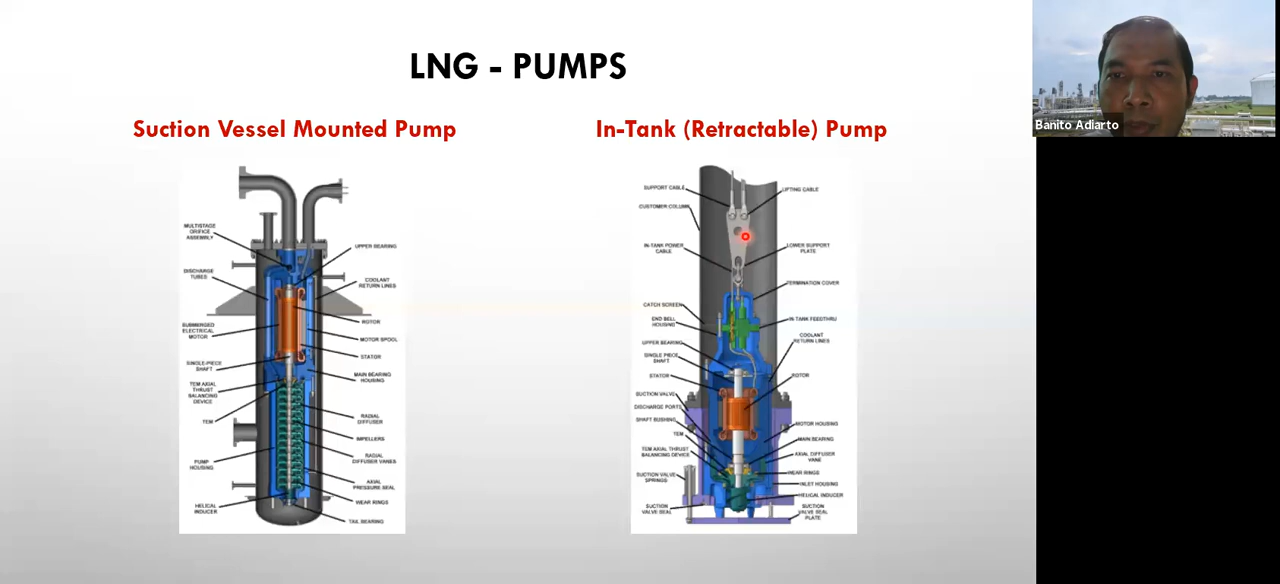 LNG - PUMPS
Suction Vessel Mounted Pump
In-Tank (Retractable) Pump
Banito Adiarto
MULTISTAGE
ORIFICE
ASSEMBLY
DISCHARGE
TUBES
SUBMERGED
ELECTRICAL
MOTOR
SINGLE-PIECE
SHAFT
TEM AXIAL
THRUST
BALANCING
DEVICE
TEM
PUMP
HOUSING
HELICAL
INDUCER
UPPER BEARING
COOLANT
RETURN LINES
ROTOR
MOTOR SPOOL
STATOR
MAIN BEARING
HOUSING
RADIAL
DIFFUSER
IMPELLERS
RADIAL
DIFFUSER VANES
AXIAL
PRESSURE SEAL
WEAR RINGS
TAIL BEARING
SUPPORT CABLE
CUSTOMER COLUMN
IN-TANK POWER
CABLE
CATCH SCREEN
END BELL
HOUSING
UPPER BEARING
SINGLE PIECE
SHAFT
STATOR
SUCTION VALVE
DISCHARGE PORTS
SHAFT BUSHING
TEM
TEM AXIAL THRUST
BALANCING DEVICE
SUCTION VALVE
SPRINGS
SUCTION
VALVE SEAL
LIFTING CABLE
LOWER SUPPORT
PLATE
TERMINATION COVER
IN-TANK FEEDTHRU
COOLANT
RETURN LINES
ROTOR
MOTOR HOUSING
MAIN BEARING
AXIAL DIFFUSER
VANE
WEAR RINGS
INLET HOUSING
HELICAL INDUCER
SUCTION
VALVE SEAL
PLATE